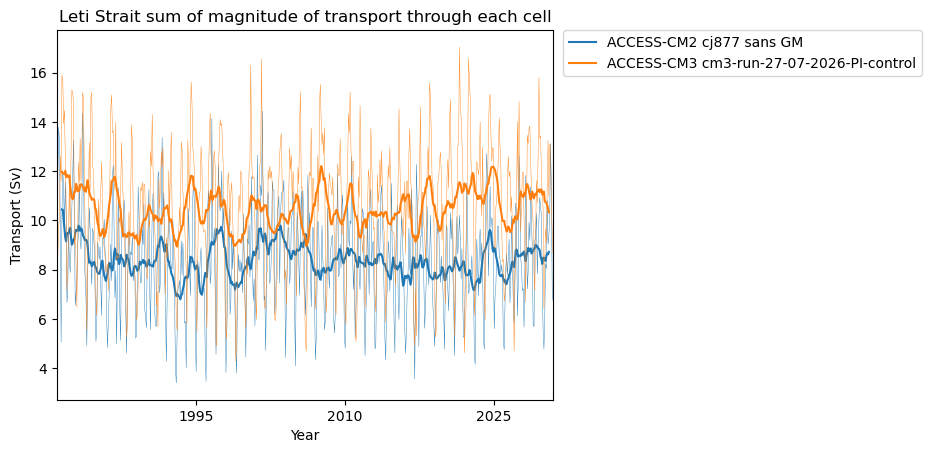 Leti Strait sum of magnitude of transport through each cell
ACCESS-CM2 cj877 sans GM
ACCESS-CM3 cm3-run-27-07-2026-PI-control
Transport (Sv)
16
14
12
10
8
6
4
1995
2010
2025
Year